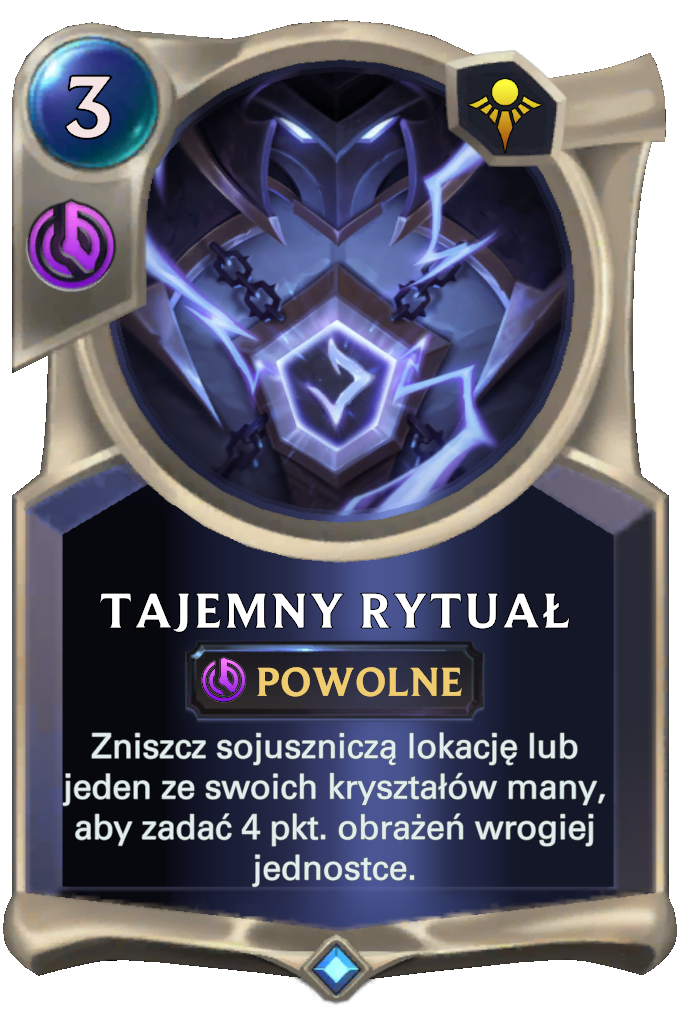 3
TAJEMNY RYTUAŁ
POWOLNE
Zniszcz sojuszniczą lokację lub
jeden ze swoich kryształów many,
aby zadać 4 pkt. obrażeń wrogiej
jednostce.